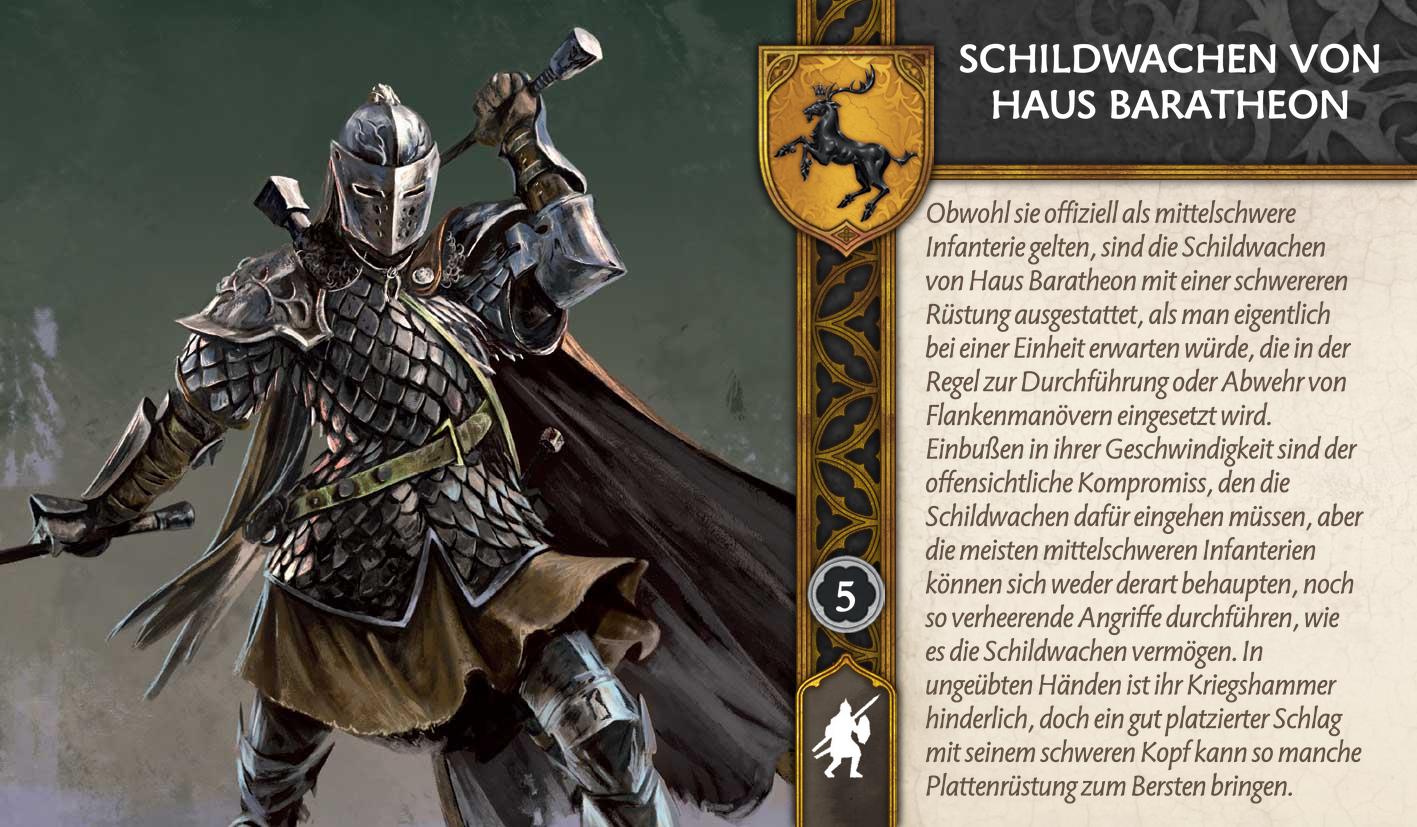 SCHILDWACHEN VON
HAUS BARATHEON
Obwohl sie offiziell als mittelschwere
Infanterie gelten, sind die Schildwachen
von Haus Baratheon mit einer schwereren
Rüstung ausgestattet, als man eigentlich
bei einer Einheit erwarten würde, die in der
Regel zur Durchführung oder Abwehr von
Flankenmanövern eingesetzt wird.
Einbußen in ihrer Geschwindigkeit sind der
offensichtliche Kompromiss, den die
Schildwachen dafür eingehen müssen, aber
die meisten mittelschweren Infanterien
können sich weder derart behaupten, noch
so verheerende Angriffe durchführen, wie
es die Schildwachen vermögen. In
ungeübten Händen ist ihr Kriegshammer
hinderlich, doch ein gut platzierter Schlag
mit seinem schweren Kopf kann so manche
Plattenrüstung zum Bersten bringen.
5